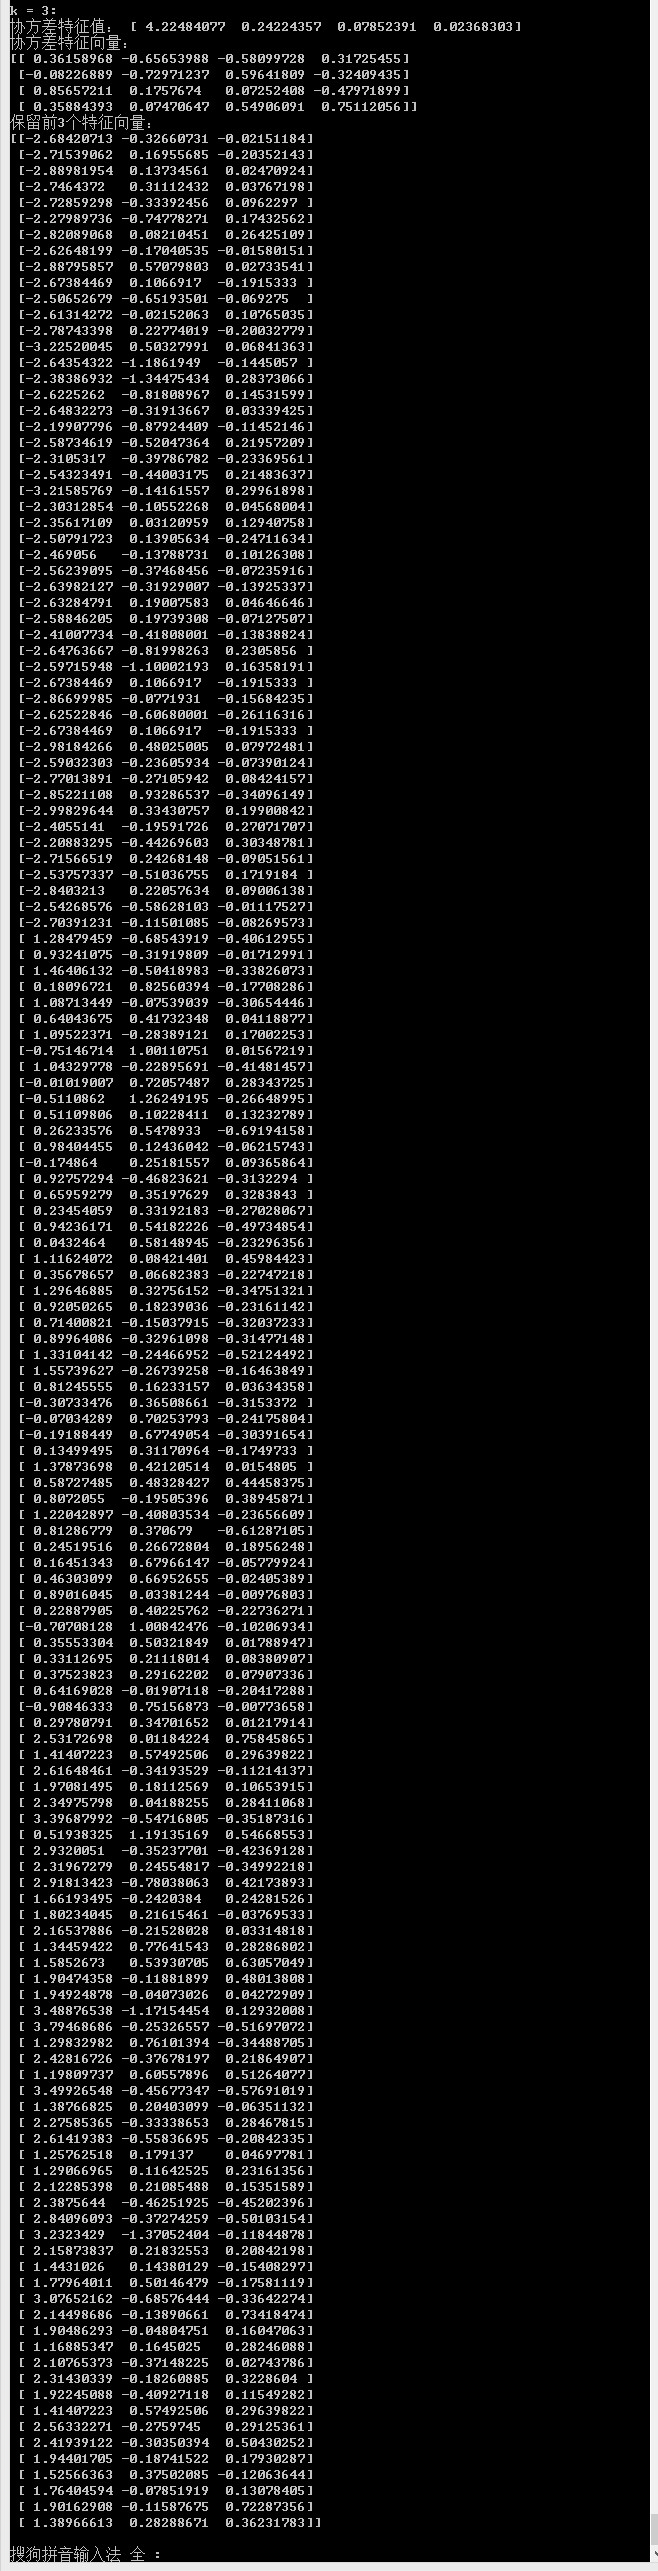 k = 3:
协方差特征值： [ 4.22484077  0.24224357  0.07852391  0.02368303]
协方差特征向量：
[[ 0.36158968 -0.65653988 -0.58099728  0.31725455]
 [-0.08226889 -0.72971237  0.59641809 -0.32409435]
 [ 0.85657211  0.1757674   0.07252408 -0.47971899]
 [ 0.35884393  0.07470647  0.54906091  0.75112056]]
保留前3个特征向量：
[[-2.68420713 -0.32660731 -0.02151184]
 [-2.71539062  0.16955685 -0.20352143]
 [-2.88981954  0.13734561  0.02470924]
 [-2.7464372   0.31112432  0.03767198]
 [-2.72859298 -0.33392456  0.0962297 ]
 [-2.27989736 -0.74778271  0.17432562]
 [-2.82089068  0.08210451  0.26425109]
 [-2.62648199 -0.17040535 -0.01580151]
 [-2.88795857  0.57079803  0.02733541]
 [-2.67384469  0.1066917  -0.1915333 ]
 [-2.50652679 -0.65193501 -0.069275  ]
 [-2.61314272 -0.02152063  0.10765035]
 [-2.78743398  0.22774019 -0.20032779]
 [-3.22520045  0.50327991  0.06841363]
 [-2.64354322 -1.1861949  -0.1445057 ]
 [-2.38386932 -1.34475434  0.28373066]
 [-2.6225262  -0.81808967  0.14531599]
 [-2.64832273 -0.31913667  0.03339425]
 [-2.19907796 -0.87924409 -0.11452146]
 [-2.58734619 -0.52047364  0.21957209]
 [-2.3105317  -0.39786782 -0.23369561]
 [-2.54323491 -0.44003175  0.21483637]
 [-3.21585769 -0.14161557  0.29961898]
 [-2.30312854 -0.10552268  0.04568004]
 [-2.35617109  0.03120959  0.12940758]
 [-2.50791723  0.13905634 -0.24711634]
 [-2.469056   -0.13788731  0.10126308]
 [-2.56239095 -0.37468456 -0.07235916]
 [-2.63982127 -0.31929007 -0.13925337]
 [-2.63284791  0.19007583  0.04646646]
 [-2.58846205  0.19739308 -0.07127507]
 [-2.41007734 -0.41808001 -0.13838824]
 [-2.64763667 -0.81998263  0.2305856 ]
 [-2.59715948 -1.10002193  0.16358191]
 [-2.67384469  0.1066917  -0.1915333 ]
 [-2.86699985 -0.0771931  -0.15684235]
 [-2.62522846 -0.60680001 -0.26116316]
 [-2.67384469  0.1066917  -0.1915333 ]
 [-2.98184266  0.48025005  0.07972481]
 [-2.59032303 -0.23605934 -0.07390124]
 [-2.77013891 -0.27105942  0.08424157]
 [-2.85221108  0.93286537 -0.34096149]
 [-2.99829644  0.33430757  0.19900842]
 [-2.4055141  -0.19591726  0.27071707]
 [-2.20883295 -0.44269603  0.30348781]
 [-2.71566519  0.24268148 -0.09051561]
 [-2.53757337 -0.51036755  0.1719184 ]
 [-2.8403213   0.22057634  0.09006138]
 [-2.54268576 -0.58628103 -0.01117527]
 [-2.70391231 -0.11501085 -0.08269573]
 [ 1.28479459 -0.68543919 -0.40612955]
 [ 0.93241075 -0.31919809 -0.01712991]
 [ 1.46406132 -0.50418983 -0.33826073]
 [ 0.18096721  0.82560394 -0.17708286]
 [ 1.08713449 -0.07539039 -0.30654446]
 [ 0.64043675  0.41732348  0.04118877]
 [ 1.09522371 -0.28389121  0.17002253]
 [-0.75146714  1.00110751  0.01567219]
 [ 1.04329778 -0.22895691 -0.41481457]
 [-0.01019007  0.72057487  0.28343725]
 [-0.5110862   1.26249195 -0.26648995]
 [ 0.51109806  0.10228411  0.13232789]
 [ 0.26233576  0.5478933  -0.69194158]
 [ 0.98404455  0.12436042 -0.06215743]
 [-0.174864    0.25181557  0.09365864]
 [ 0.92757294 -0.46823621 -0.3132294 ]
 [ 0.65959279  0.35197629  0.3283843 ]
 [ 0.23454059  0.33192183 -0.27028067]
 [ 0.94236171  0.54182226 -0.49734854]
 [ 0.0432464   0.58148945 -0.23296356]
 [ 1.11624072  0.08421401  0.45984423]
 [ 0.35678657  0.06682383 -0.22747218]
 [ 1.29646885  0.32756152 -0.34751321]
 [ 0.92050265  0.18239036 -0.23161142]
 [ 0.71400821 -0.15037915 -0.32037233]
 [ 0.89964086 -0.32961098 -0.31477148]
 [ 1.33104142 -0.24466952 -0.52124492]
 [ 1.55739627 -0.26739258 -0.16463849]
 [ 0.81245555  0.16233157  0.03634358]
 [-0.30733476  0.36508661 -0.3153372 ]
 [-0.07034289  0.70253793 -0.24175804]
 [-0.19188449  0.67749054 -0.30391654]
 [ 0.13499495  0.31170964 -0.1749733 ]
 [ 1.37873698  0.42120514  0.0154805 ]
 [ 0.58727485  0.48328427  0.44458375]
 [ 0.8072055  -0.19505396  0.38945871]
 [ 1.22042897 -0.40803534 -0.23656609]
 [ 0.81286779  0.370679   -0.61287105]
 [ 0.24519516  0.26672804  0.18956248]
 [ 0.16451343  0.67966147 -0.05779924]
 [ 0.46303099  0.66952655 -0.02405389]
 [ 0.89016045  0.03381244 -0.00976803]
 [ 0.22887905  0.40225762 -0.22736271]
 [-0.70708128  1.00842476 -0.10206934]
 [ 0.35553304  0.50321849  0.01788947]
 [ 0.33112695  0.21118014  0.08380907]
 [ 0.37523823  0.29162202  0.07907336]
 [ 0.64169028 -0.01907118 -0.20417288]
 [-0.90846333  0.75156873 -0.00773658]
 [ 0.29780791  0.34701652  0.01217914]
 [ 2.53172698  0.01184224  0.75845865]
 [ 1.41407223  0.57492506  0.29639822]
 [ 2.61648461 -0.34193529 -0.11214137]
 [ 1.97081495  0.18112569  0.10653915]
 [ 2.34975798  0.04188255  0.28411068]
 [ 3.39687992 -0.54716805 -0.35187316]
 [ 0.51938325  1.19135169  0.54668553]
 [ 2.9320051  -0.35237701 -0.42369128]
 [ 2.31967279  0.24554817 -0.34992218]
 [ 2.91813423 -0.78038063  0.42173893]
 [ 1.66193495 -0.2420384   0.24281526]
 [ 1.80234045  0.21615461 -0.03769533]
 [ 2.16537886 -0.21528028  0.03314818]
 [ 1.34459422  0.77641543  0.28286802]
 [ 1.5852673   0.53930705  0.63057049]
 [ 1.90474358 -0.11881899  0.48013808]
 [ 1.94924878 -0.04073026  0.04272909]
 [ 3.48876538 -1.17154454  0.12932008]
 [ 3.79468686 -0.25326557 -0.51697072]
 [ 1.29832982  0.76101394 -0.34488705]
 [ 2.42816726 -0.37678197  0.21864907]
 [ 1.19809737  0.60557896  0.51264077]
 [ 3.49926548 -0.45677347 -0.57691019]
 [ 1.38766825  0.20403099 -0.06351132]
 [ 2.27585365 -0.33338653  0.28467815]
 [ 2.61419383 -0.55836695 -0.20842335]
 [ 1.25762518  0.179137    0.04697781]
 [ 1.29066965  0.11642525  0.23161356]
 [ 2.12285398  0.21085488  0.15351589]
 [ 2.3875644  -0.46251925 -0.45202396]
 [ 2.84096093 -0.37274259 -0.50103154]
 [ 3.2323429  -1.37052404 -0.11844878]
 [ 2.15873837  0.21832553  0.20842198]
 [ 1.4431026   0.14380129 -0.15408297]
 [ 1.77964011  0.50146479 -0.17581119]
 [ 3.07652162 -0.68576444 -0.33642274]
 [ 2.14498686 -0.13890661  0.73418474]
 [ 1.90486293 -0.04804751  0.16047063]
 [ 1.16885347  0.1645025   0.28246088]
 [ 2.10765373 -0.37148225  0.02743786]
 [ 2.31430339 -0.18260885  0.3228604 ]
 [ 1.92245088 -0.40927118  0.11549282]
 [ 1.41407223  0.57492506  0.29639822]
 [ 2.56332271 -0.2759745   0.29125361]
 [ 2.41939122 -0.30350394  0.50430252]
 [ 1.94401705 -0.18741522  0.17930287]
 [ 1.52566363  0.37502085 -0.12063644]
 [ 1.76404594 -0.07851919  0.13078405]
 [ 1.90162908 -0.11587675  0.72287356]
 [ 1.38966613  0.28288671  0.36231783]]
搜狗拼音输入法 全 ：